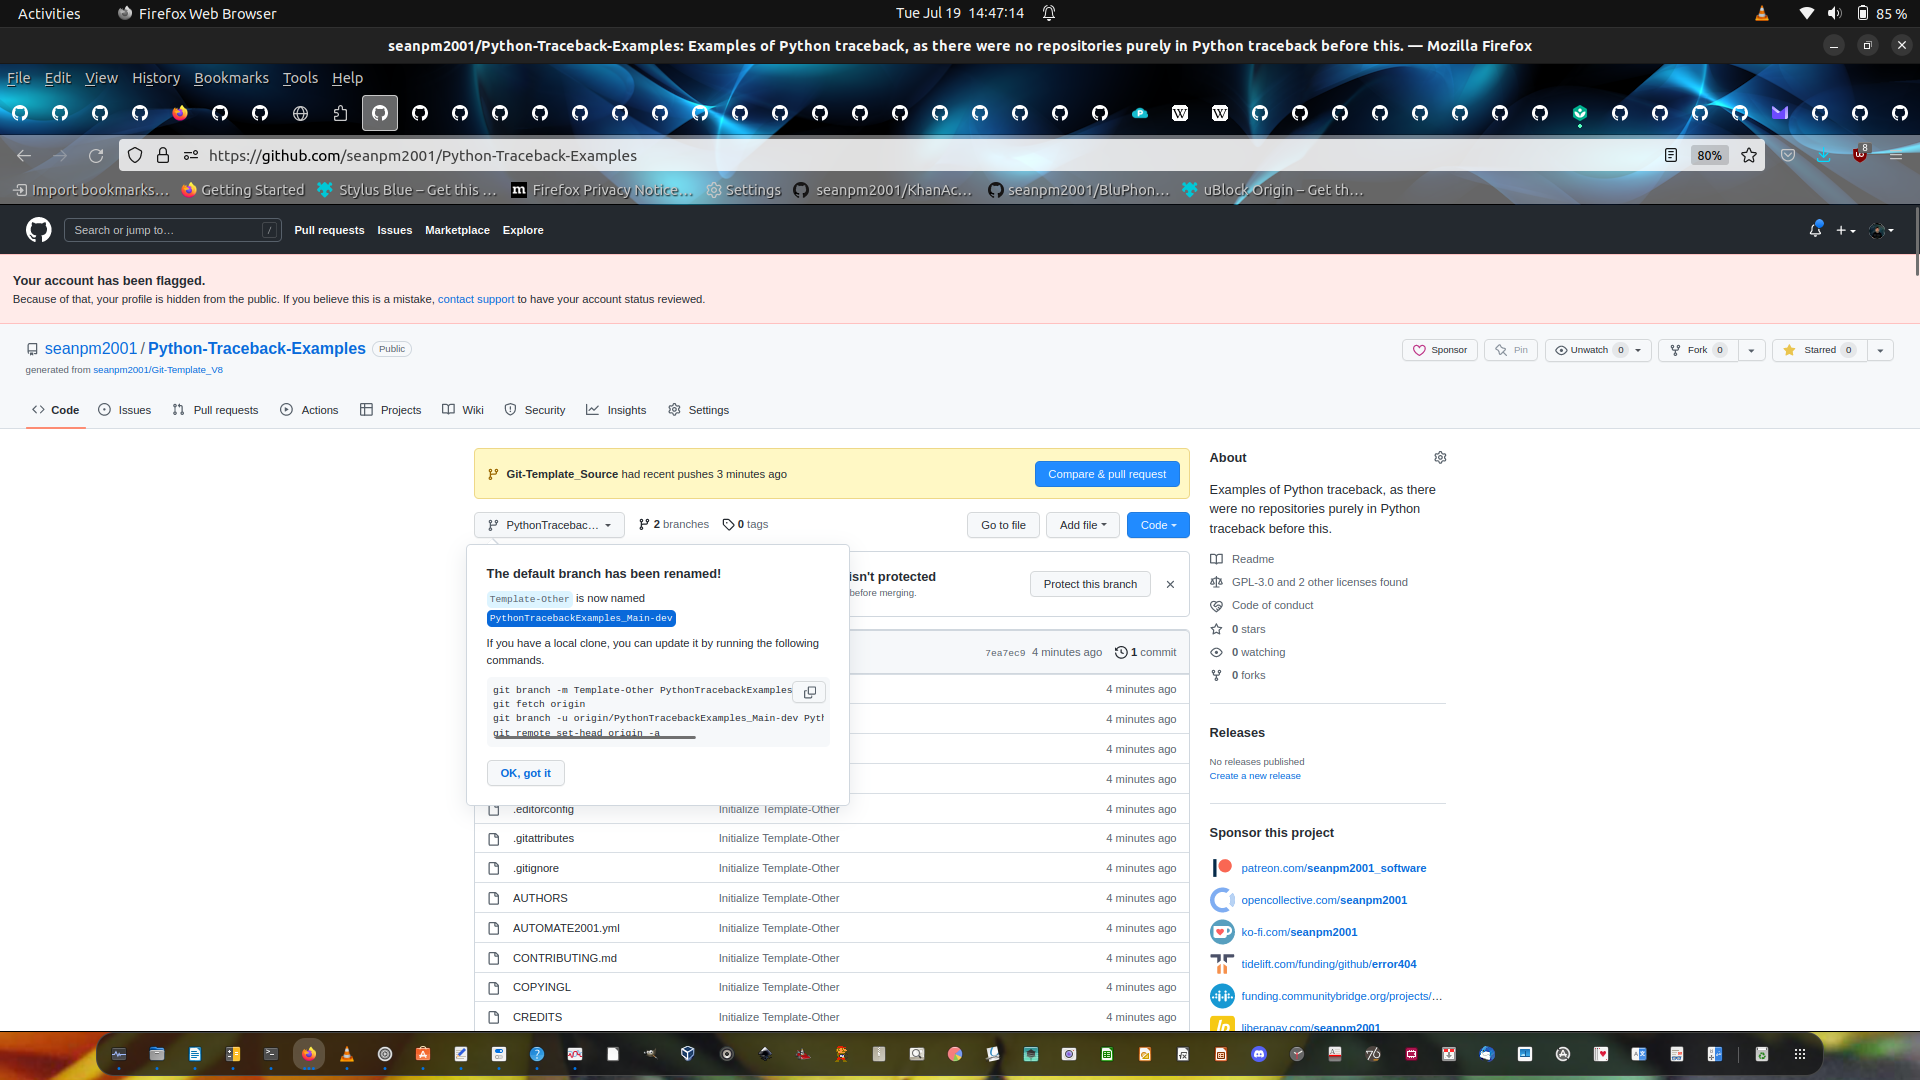 Activities
Firefox Web Browser
Tue Jul 19 14:47:14
85 %
seanpm2001/Python-Traceback-Examples: Examples of Python traceback, as there were no repositories purely in Python traceback before this. — Mozilla Firefox
File Edit View History Bookmarks Tools Help
https://github.com/seanpm2001/Python-Traceback-Examples
80%
8
Import bookmarks…
Getting Started
Stylus Blue – Get this …
Firefox Privacy Notice…
Settings
seanpm2001/KhanAc…
seanpm2001/BluPhon…
uBlock Origin – Get th…
Search or jump to…
/
Pull requests Issues Marketplace Explore
Your account has been flagged.
Because of that, your profile is hidden from the public. If you believe this is a mistake, contact support to have your account status reviewed.
seanpm2001 / Python-Traceback-Examples Public
generated from seanpm2001/Git-Template_V8
Sponsor
Pin
Unwatch 0
Fork 0
Starred 0
Code
Issues
Pull requests
Actions
Projects
Wiki
Security
Insights
Settings
Git-Template_Source had recent pushes 3 minutes ago
Compare & pull request
PythonTracebac…
2 branches
0 tags
Go to file
Add file
Code
The default branch has been renamed!
Template-Other is now named
PythonTracebackExamples_Main-dev
If you have a local clone, you can update it by running the following
commands.
git branch -m Template-Other PythonTracebackExamples
git fetch origin
git branch -u origin/PythonTracebackExamples_Main-dev Pyth
git remote set-head origin -a
OK, got it
isn't protected
before merging.
Protect this branch
7ea7ec9 4 minutes ago
1 commit
4 minutes ago
4 minutes ago
4 minutes ago
4 minutes ago
.editorconfig Initialize Template-Other 4 minutes ago
.gitattributes Initialize Template-Other 4 minutes ago
.gitignore Initialize Template-Other 4 minutes ago
AUTHORS Initialize Template-Other 4 minutes ago
AUTOMATE2001.yml Initialize Template-Other 4 minutes ago
CONTRIBUTING.md Initialize Template-Other 4 minutes ago
COPYINGL Initialize Template-Other 4 minutes ago
CREDITS Initialize Template-Other 4 minutes ago
About
Examples of Python traceback, as there
were no repositories purely in Python
traceback before this.
Readme
GPL-3.0 and 2 other licenses found
Code of conduct
0 stars
0 watching
0 forks
Releases
No releases published
Create a new release
Sponsor this project
patreon.com/seanpm2001_software
opencollective.com/seanpm2001
ko-fi.com/seanpm2001
tidelift.com/funding/github/error404
funding.communitybridge.org/projects/…
liberapay.com/seanpm2001